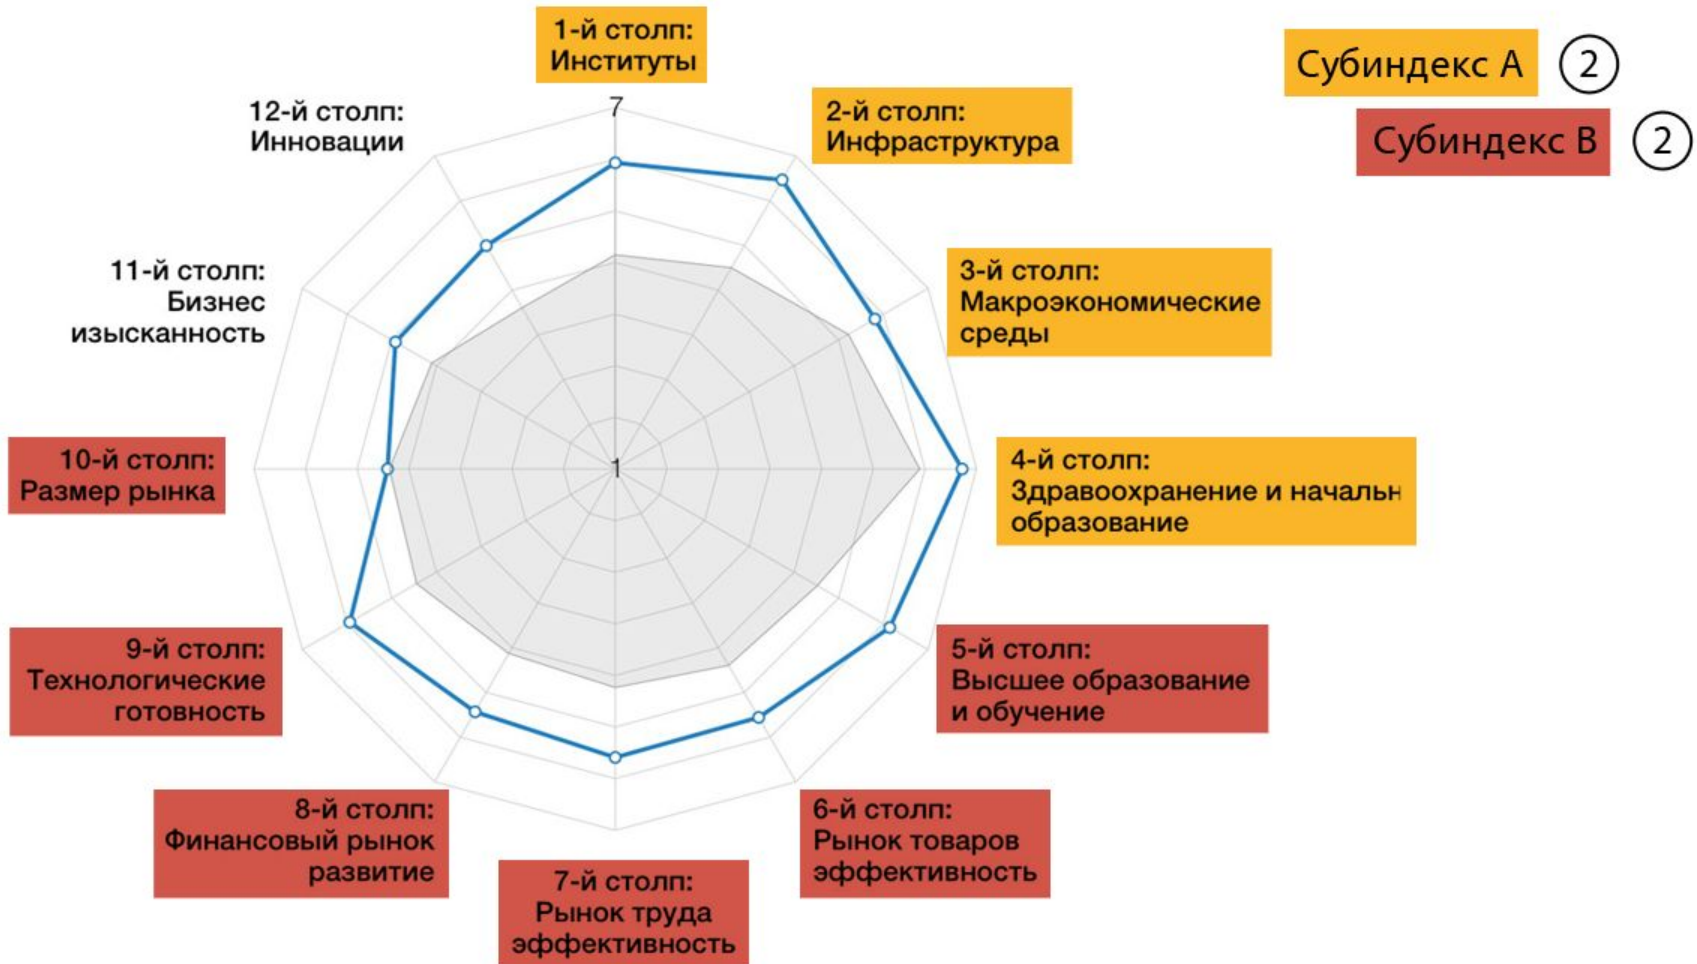 1-й столп:
Институты
Субиндекс А
2
Субиндекс В
2
12-й столп:
Инновации
7
2-й столп:
Инфраструктура
11-й столп:
Бизнес
изысканность
3-й столп:
Макроэкономические
среды
10-й столп:
Размер рынка
1
4-й столп:
Здравоохранение и начальн
образование
9-й столп:
Технологические
готовность
5-й столп:
Высшее образование
и обучение
8-й столп:
Финансовый рынок
развитие
7-й столп:
Рынок труда
эффективность
6-й столп:
Рынок товаров
эффективность